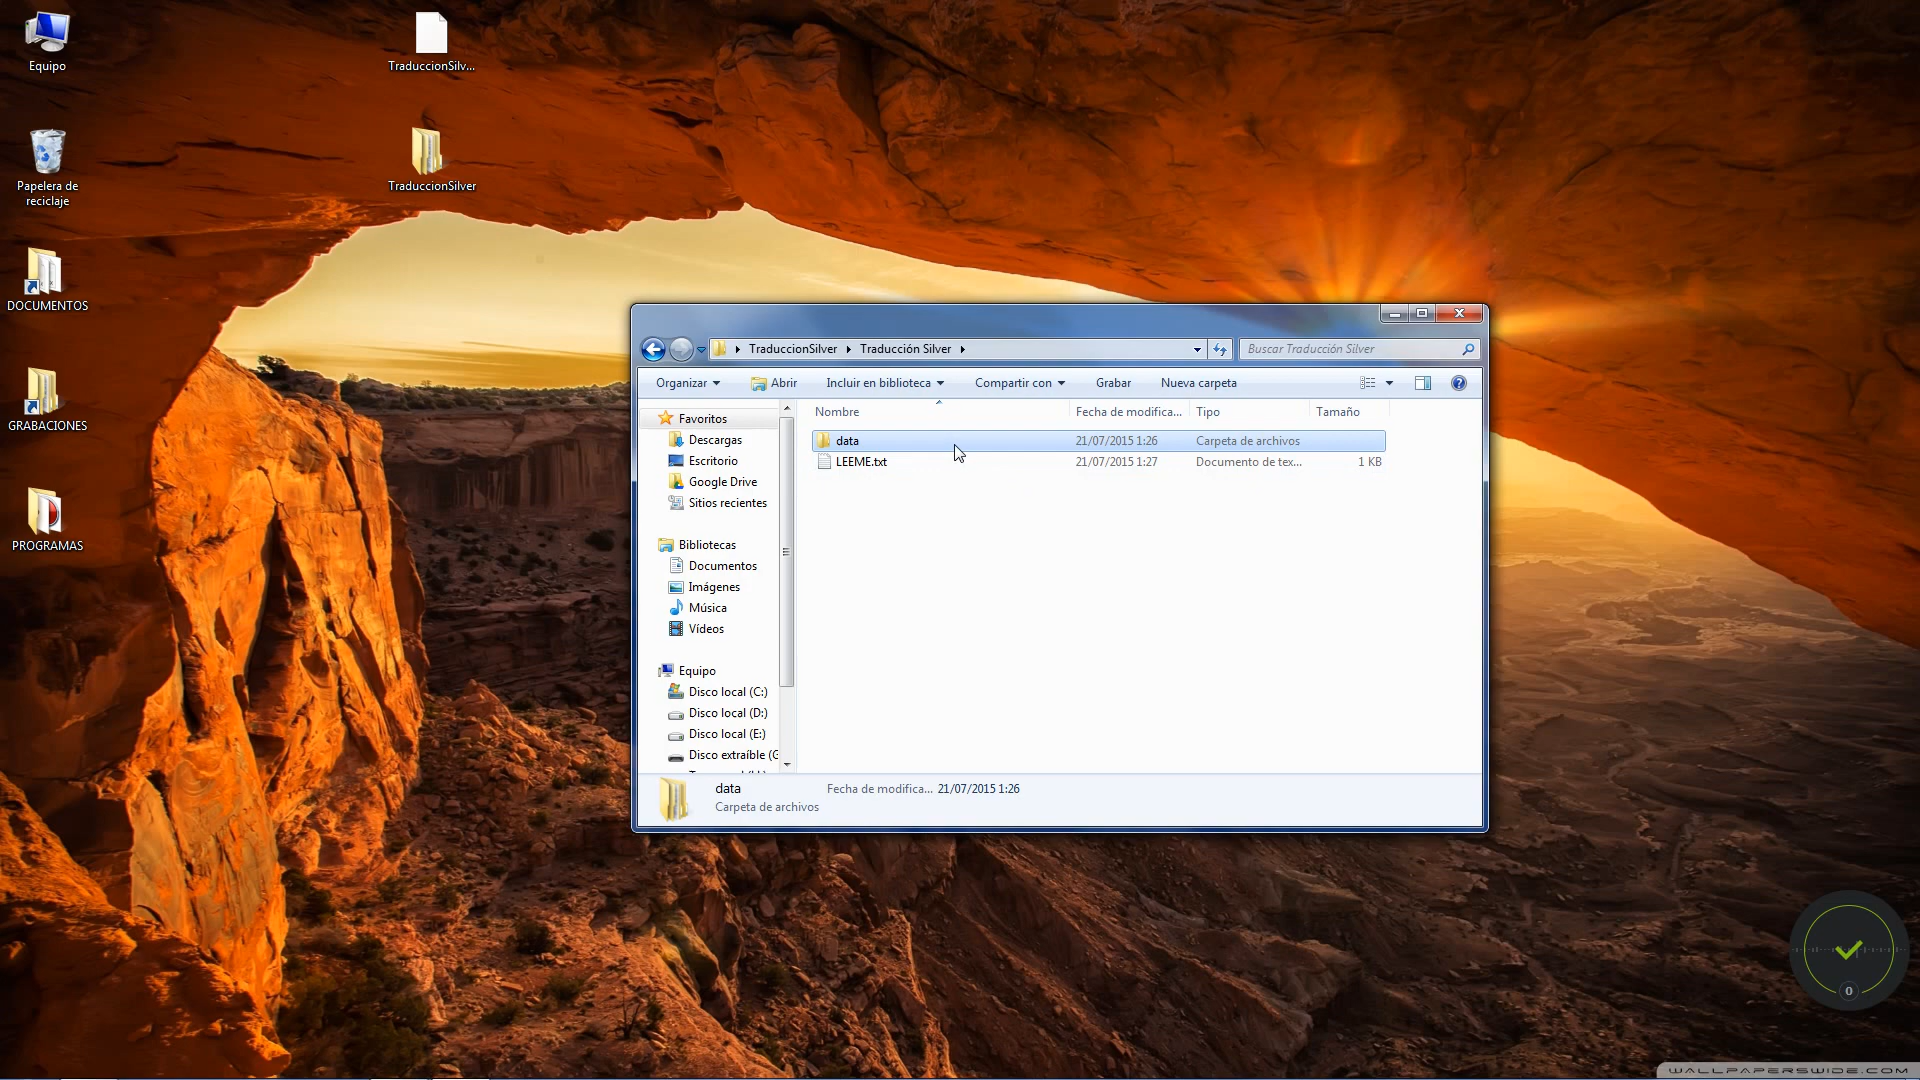 Equipo
Papelera de
reciclaje
DOCUMENTOS
GRABACIONES
PROGRAMAS
TraduccionSilv...
TraduccionSilver
TraduccionSilver
Traducción Silver
Buscar Traducción Silver
Organizar
Abrir
Incluir en biblioteca
Compartir con
Grabar
Nueva carpeta
Favoritos
Descargas
Escritorio
Google Drive
Sitios recientes
Bibliotecas
Documentos
Imágenes
Música
Vídeos
Equipo
Disco local (C:)
Disco local (D:)
Disco local (E:)
Disco extraíble (G
Nombre Fecha de modifica... Tipo Tamaño
data 21/07/2015 1:26 Carpeta de archivos
LEEME.txt 21/07/2015 1:27 Documento de tex... 1 KB
data Fecha de modifica... 21/07/2015 1:26
Carpeta de archivos
0
WALLPAPERSWIDE.COM